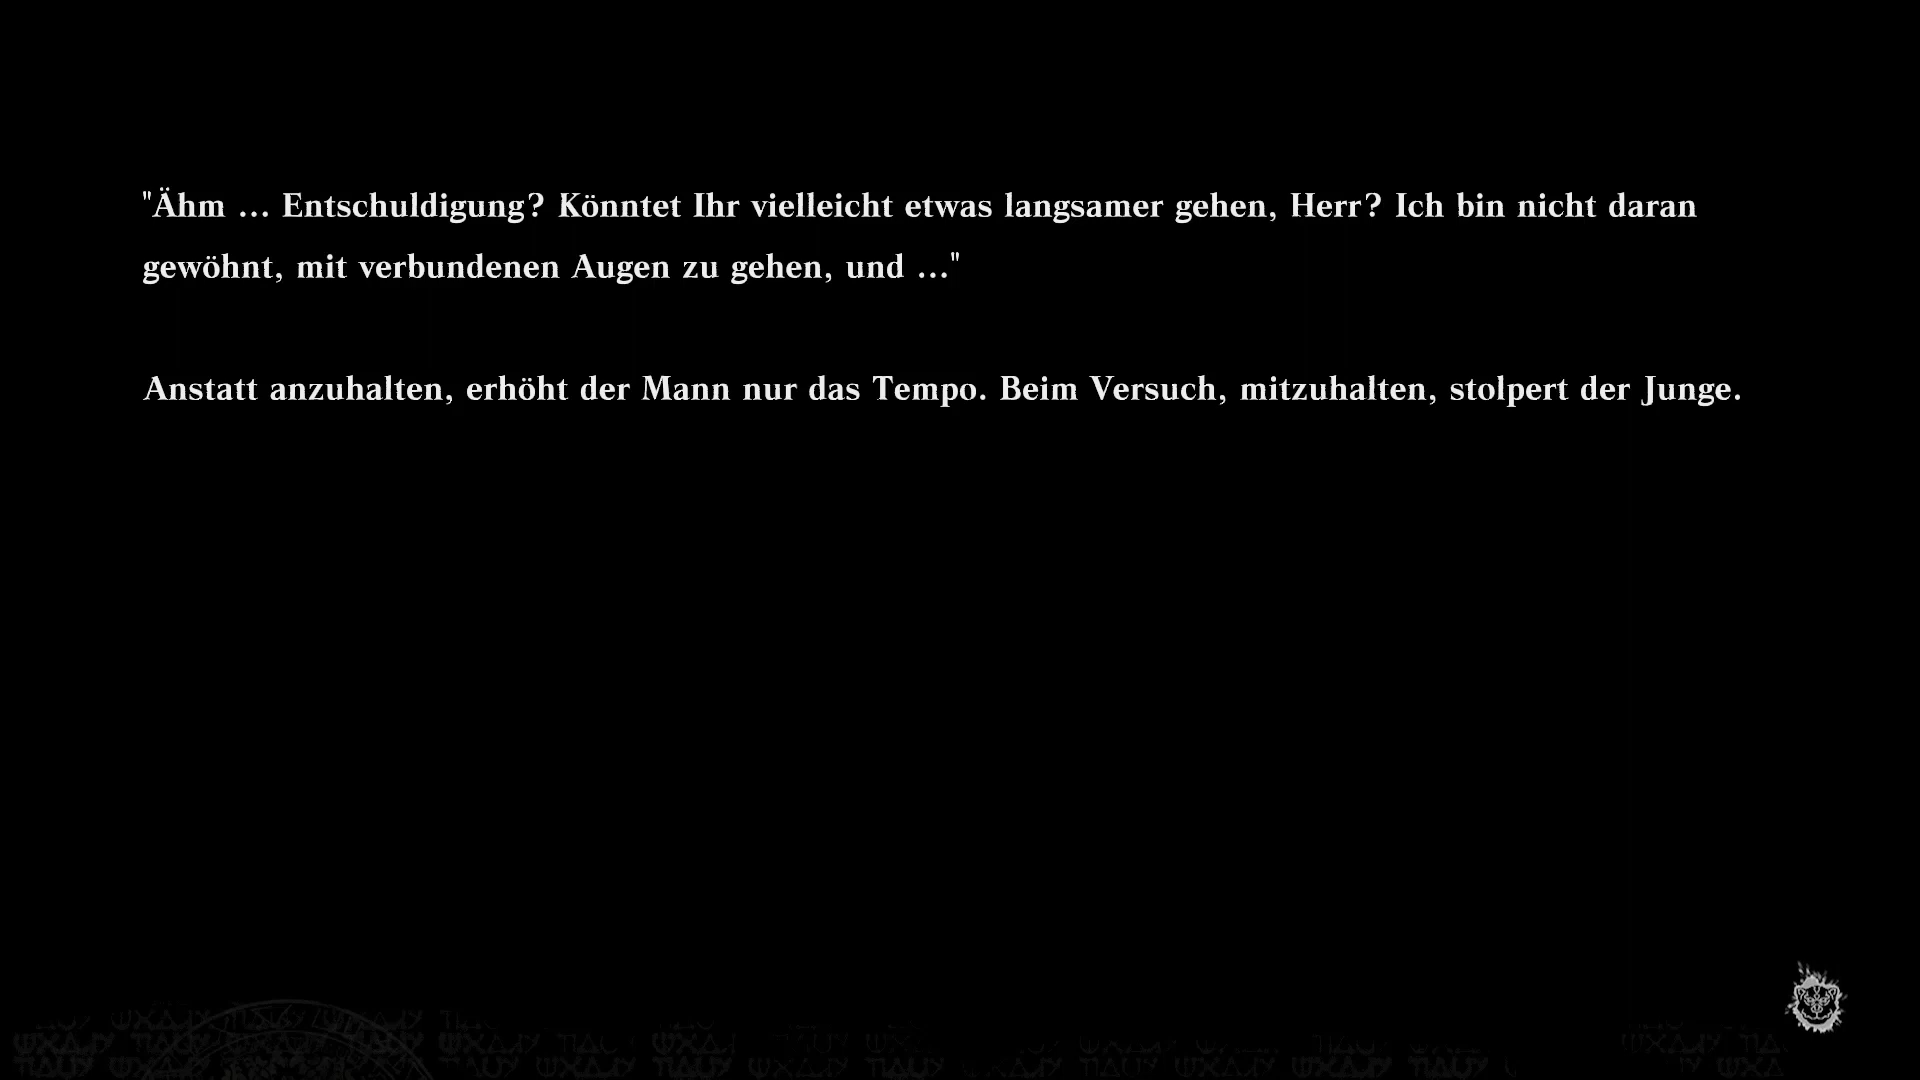 "Ähm … Entschuldigung? Könntet Ihr vielleicht etwas langsamer gehen, Herr? Ich bin nicht daran
gewöhnt, mit verbundenen Augen zu gehen, und …"
Anstatt anzuhalten, erhöht der Mann nur das Tempo. Beim Versuch, mitzuhalten, stolpert der Junge.